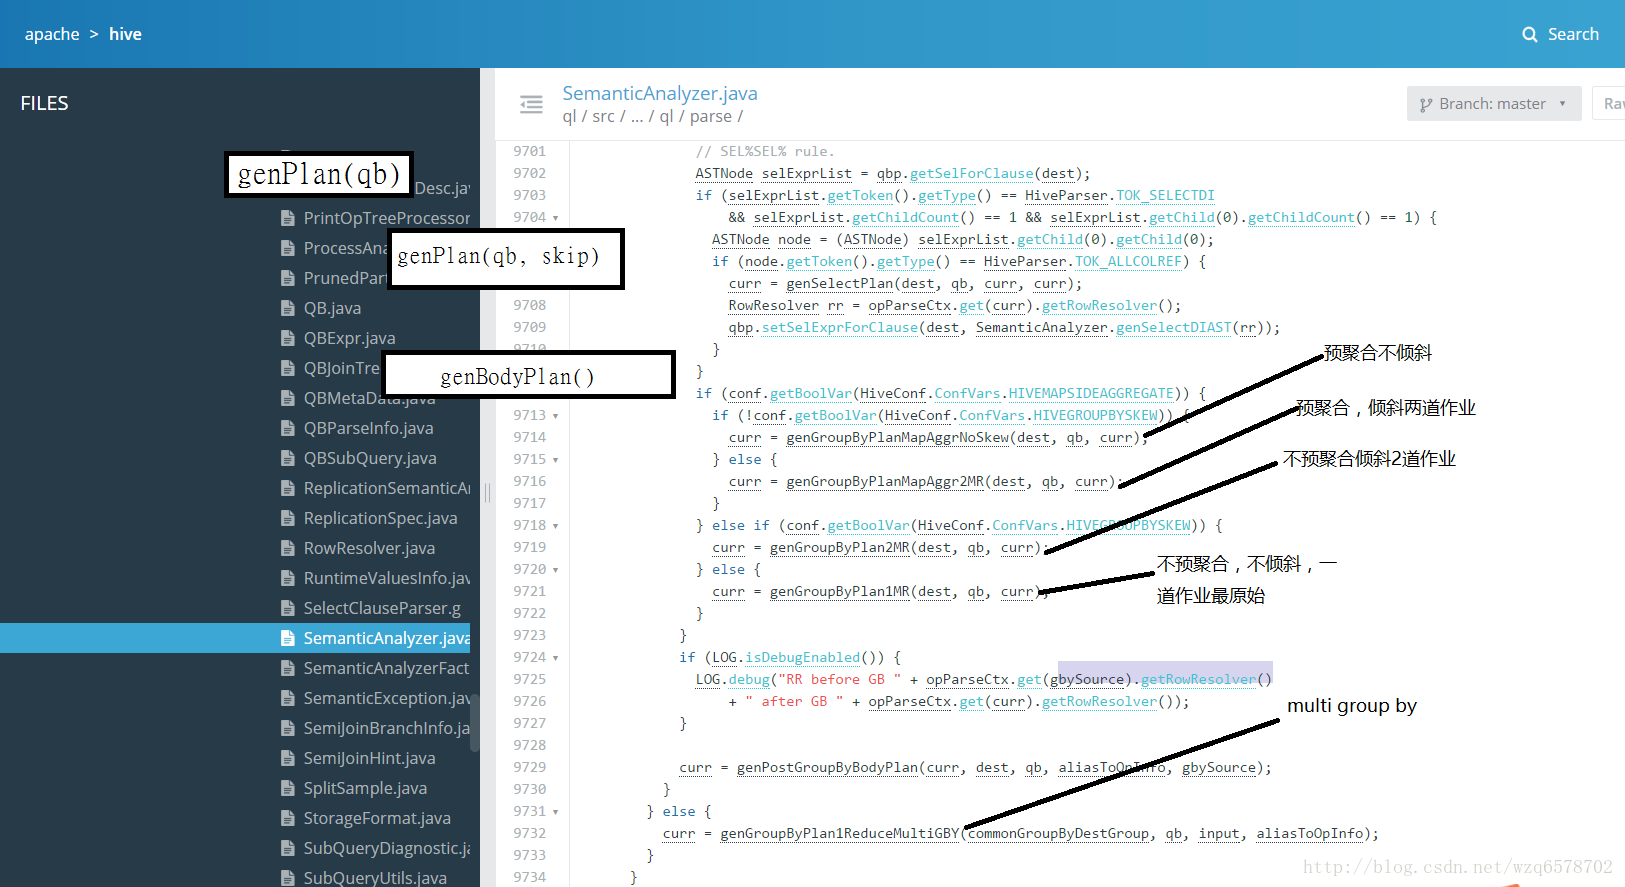 apache > hive
Search
FILES
SemanticAnalyzer.java
ql / src / ... / ql / parse /
Branch: master
Raw
genPlan(qb)
Desc.jav
PrintOpTreeProcessor
ProcessAna
genPlan(qb, skip)
PrunedPar
QB.java
QBExpr.java
QBJoinTre
genBodyPlan()
QBMetaData.java
QBParseInfo.java
QBSubQuery.java
ReplicationSemanticAn
ReplicationSpec.java
RowResolver.java
RuntimeValuesInfo.jav
SelectClauseParser.g
SemanticAnalyzer.java
SemanticAnalyzerFact
SemanticException.jav
SemiJoinBranchInfo.ja
SemiJoinHint.java
SplitSample.java
StorageFormat.java
SubQueryDiagnostic.ja
SubQueryUtils.java
9701 // SEL%SEL% rule.
9702 ASTNode selExprList = qbp.getSelForClause(dest);
9703 if (selExprList.getToken().getType() == HiveParser.TOK_SELECTDI
9704 && selExprList.getChildCount() == 1 && selExprList.getChild(0).getChildCount() == 1) {
ASTNode node = (ASTNode) selExprList.getChild(0).getChild(0);
if (node.getToken().getType() == HiveParser.TOK_ALLCOLREF) {
curr = genSelectPlan(dest, qb, curr, curr);
9708 RowResolver rr = opParseCtx.get(curr).getRowResolver();
9709 qbp.setSelExprForClause(dest, SemanticAnalyzer.genSelectDIAST(rr));
9710 }
}
if (conf.getBoolVar(HiveConf.ConfVars.HIVEMAPSIDEAGGREGATE)) {
9713 if (!conf.getBoolVar(HiveConf.ConfVars.HIVEGROUPBYSKEW)) {
9714 curr = genGroupByPlanMapAggrNoSkew(dest, qb, curr);
9715 } else {
9716 curr = genGroupByPlanMapAggr2MR(dest, qb, curr);
9717 }
9718 } else if (conf.getBoolVar(HiveConf.ConfVars.HIVEGROUPBYSKEW)) {
9719 curr = genGroupByPlan2MR(dest, qb, curr);
9720 } else {
9721 curr = genGroupByPlan1MR(dest, qb, curr);
9722 }
9723 }
9724 if (LOG.isDebugEnabled()) {
9725 LOG.debug("RR before GB " + opParseCtx.get(gbySource).getRowResolver()
9726 + " after GB " + opParseCtx.get(curr).getRowResolver());
9727 }
9728
9729 curr = genPostGroupByBodyPlan(curr, dest, qb, aliasToOpInfo, gbySource);
9730 }
9731 } else {
9732 curr = genGroupByPlan1ReduceMultiGBY(commonGroupByDestGroup, qb, input, aliasToOpInfo);
9733 }
9734 }
预聚合不倾斜
预聚合，倾斜两道作业
不预聚合倾斜2道作业
不预聚合，不倾斜，一
道作业最原始
multi group by
http://blog.csdn.net/wzq6578702